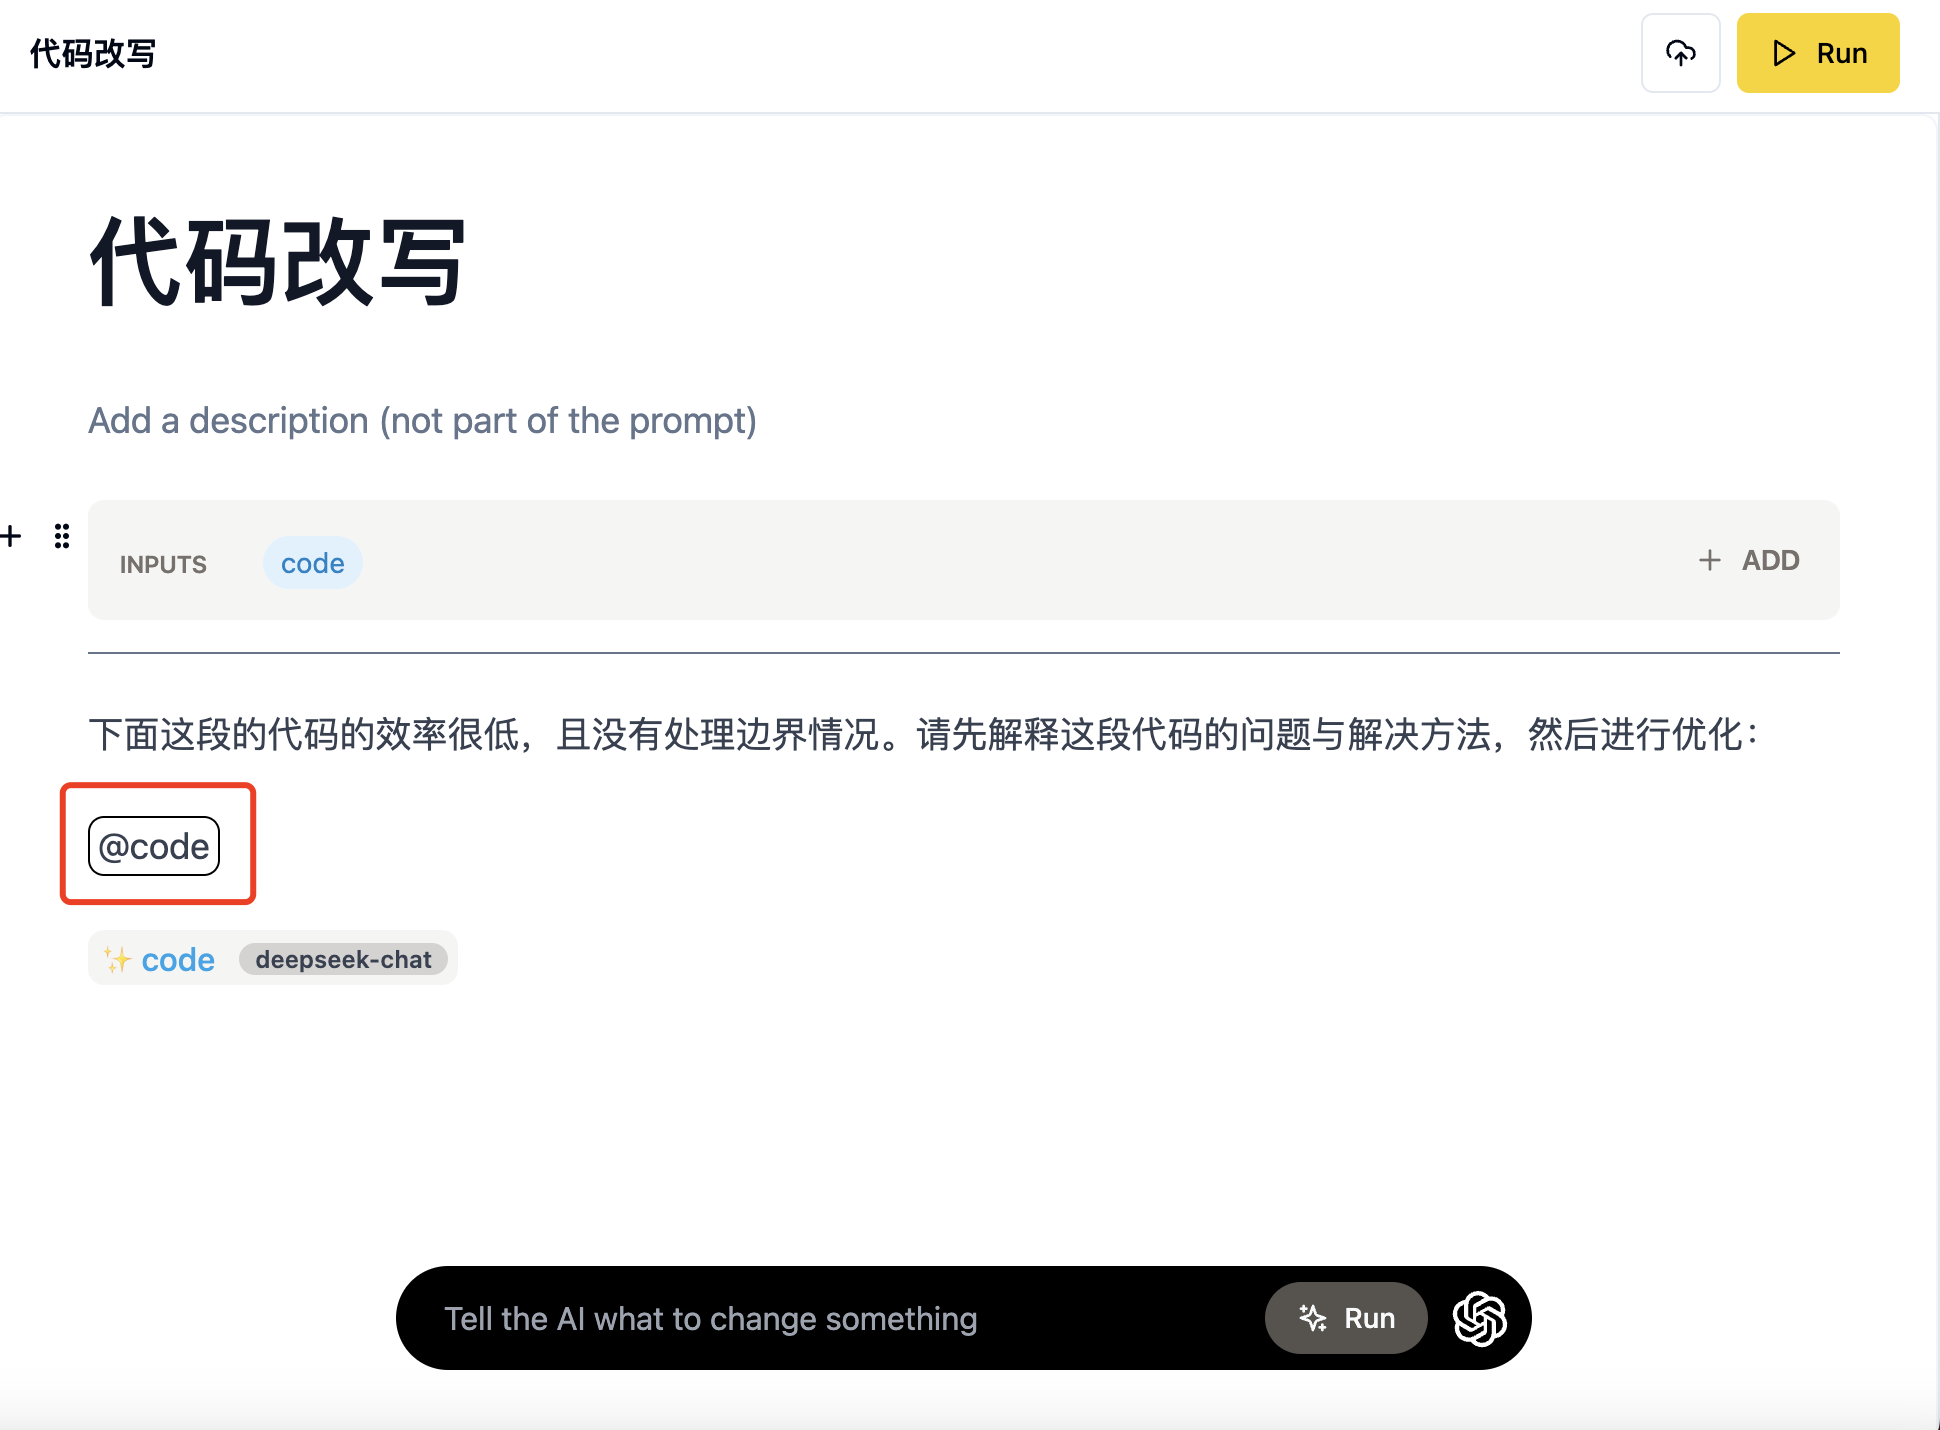 代码改写
Run
代码改写
Add a description (not part of the prompt)
INPUTS code + ADD
下面这段的代码的效率很低，且没有处理边界情况。请先解释这段代码的问题与解决方法，然后进行优化：
@code
✨ code deepseek-chat
Tell the AI what to change something Run